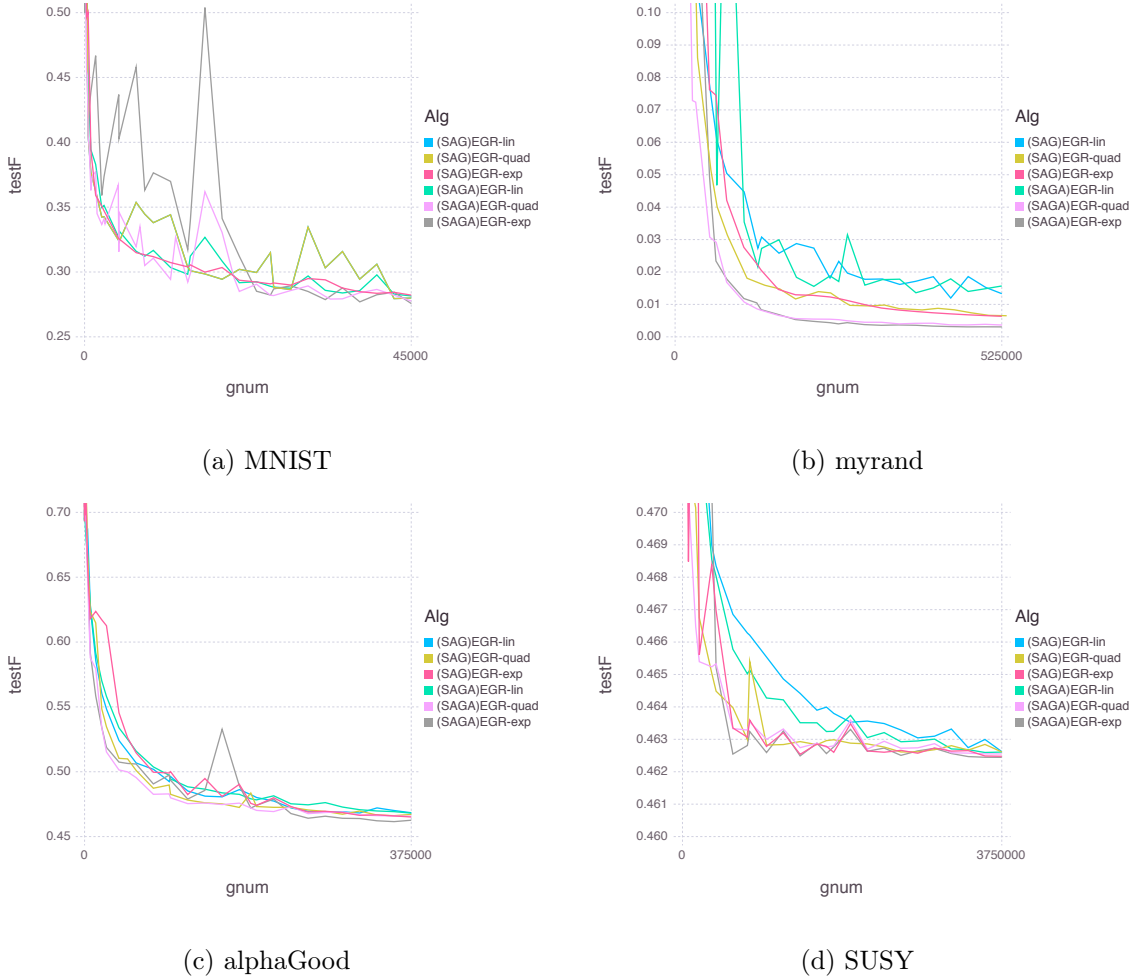 0.50
0.45
0.40
0.35
0.30
0.25
testF
0
45000
gnum
Alg
(SAG)EGR-lin
(SAG)EGR-quad
(SAG)EGR-exp
(SAGA)EGR-lin
(SAGA)EGR-quad
(SAGA)EGR-exp
(a) MNIST
0.10
0.09
0.08
0.07
0.06
0.05
0.04
0.03
0.02
0.01
0.00
testF
0
525000
gnum
Alg
(SAG)EGR-lin
(SAG)EGR-quad
(SAG)EGR-exp
(SAGA)EGR-lin
(SAGA)EGR-quad
(SAGA)EGR-exp
(b) myrand
0.70
0.65
0.60
0.55
0.50
0.45
testF
0
375000
gnum
Alg
(SAG)EGR-lin
(SAG)EGR-quad
(SAG)EGR-exp
(SAGA)EGR-lin
(SAGA)EGR-quad
(SAGA)EGR-exp
(c) alphaGood
0.470
0.469
0.468
0.467
0.466
0.465
0.464
0.463
0.462
0.461
0.460
testF
0
3750000
gnum
Alg
(SAG)EGR-lin
(SAG)EGR-quad
(SAG)EGR-exp
(SAGA)EGR-lin
(SAGA)EGR-quad
(SAGA)EGR-exp
(d) SUSY